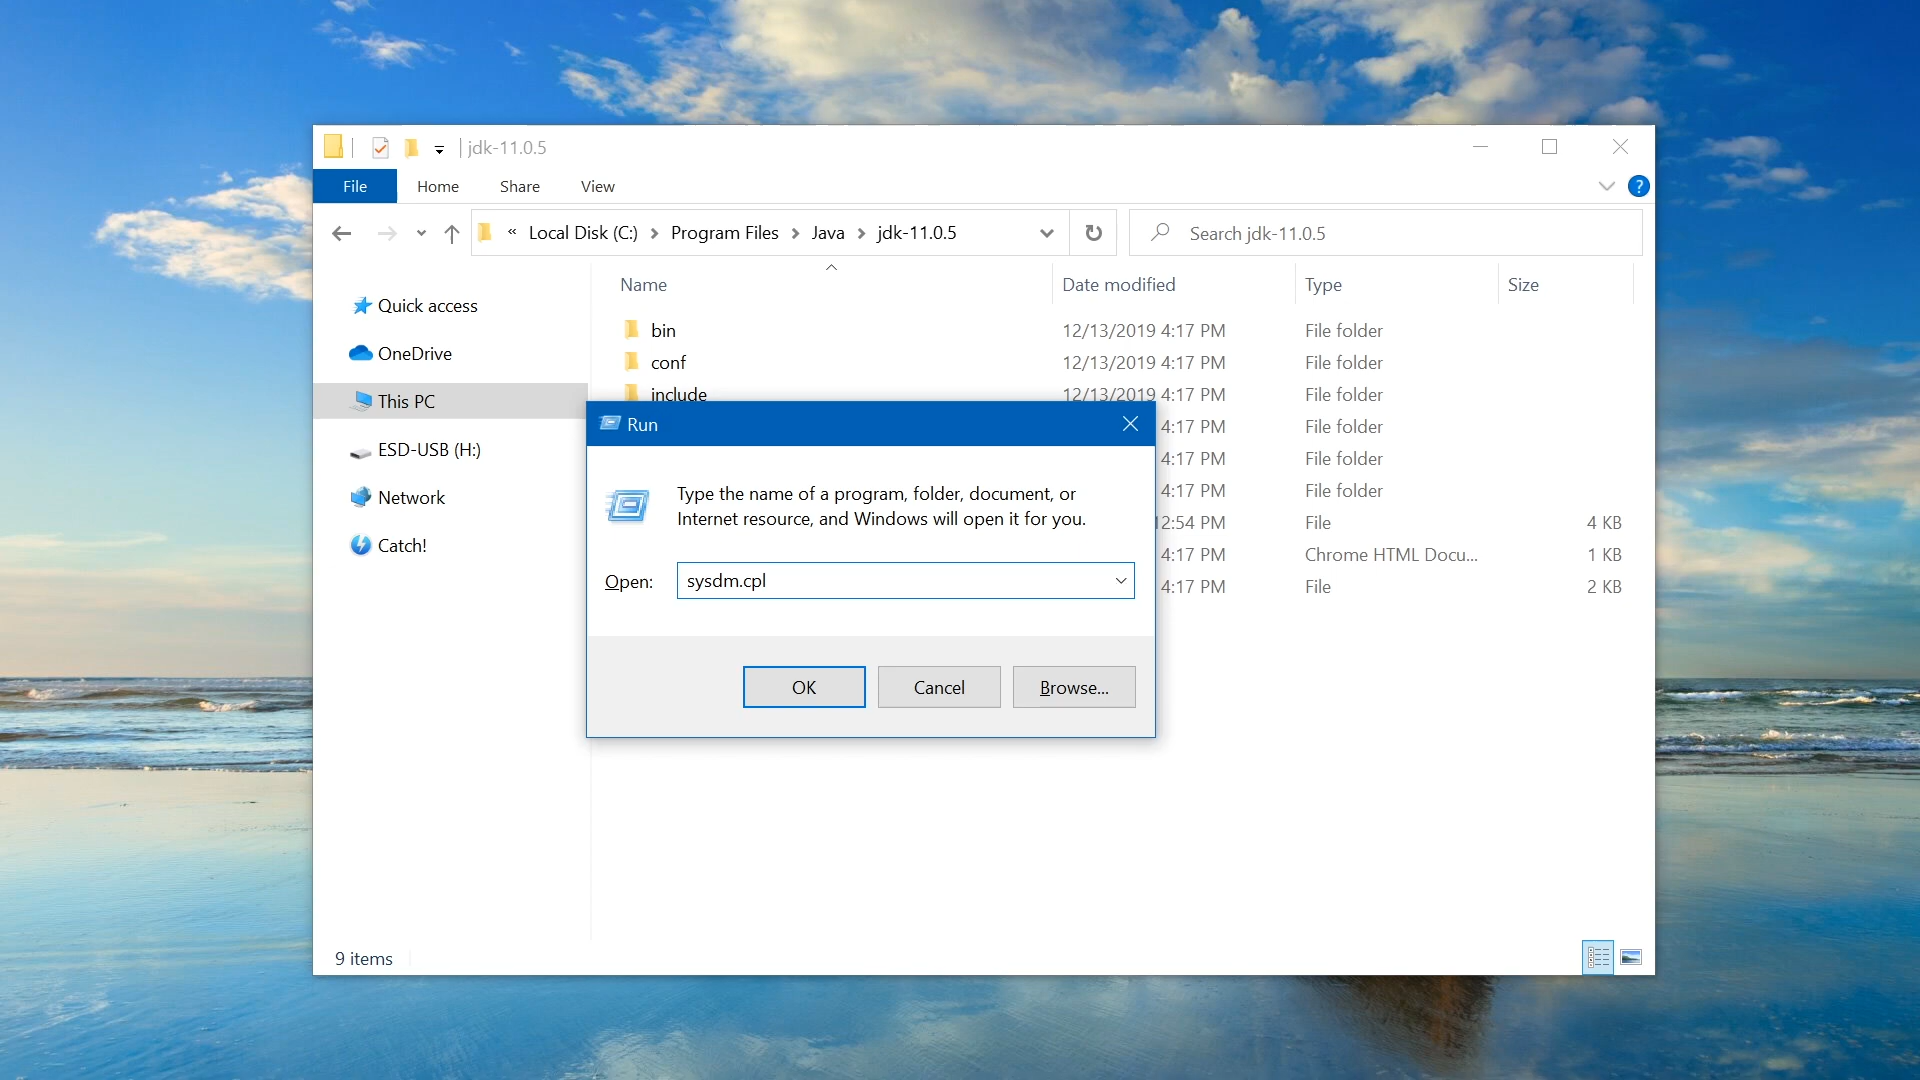 jdk-11.0.5
File Home Share View
?
« Local Disk (C:) Program Files Java jdk-11.0.5 Search jdk-11.0.5
Name Date modified Type Size
Quick access
OneDrive
This PC
ESD-USB (H:)
Network
Catch!
bin 12/13/2019 4:17 PM File folder
conf 12/13/2019 4:17 PM File folder
include 12/13/2019 4:17 PM File folder
4:17 PM File folder
4:17 PM File folder
4:17 PM File folder
12:54 PM File 4 KB
4:17 PM Chrome HTML Docu... 1 KB
4:17 PM File 2 KB
Run
Type the name of a program, folder, document, or
Internet resource, and Windows will open it for you.
Open: sysdm.cpl
OK Cancel Browse...
9 items